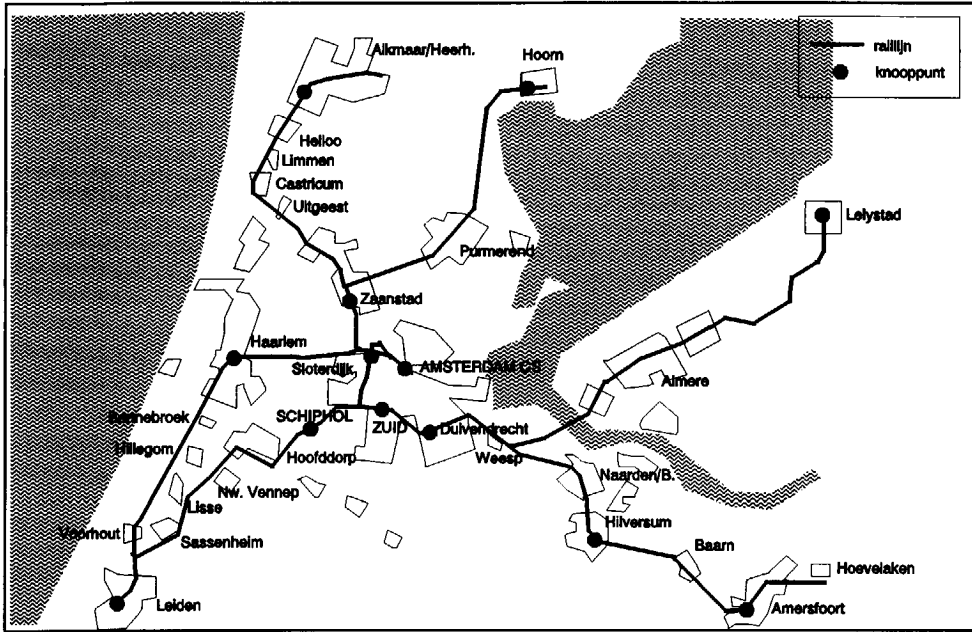 Alkmaar/Heerh.
Hoorn
raillijn
knooppunt
Heiloo
Limmen
Castricum
Uitgeest
Lelystad
Purmerend
Zaanstad
Haarlem
Sloterdijk
AMSTERDAM CS
Almere
Bennebroek
SCHIPHOL
ZUID
Duivendrecht
Hillegom
Hoofddorp
Weesp
Nw. Vennep
Naarden/B.
Lisse
Voorhout
Sassenheim
Hilversum
Baarn
Hoevelaken
Leiden
Amersfoort